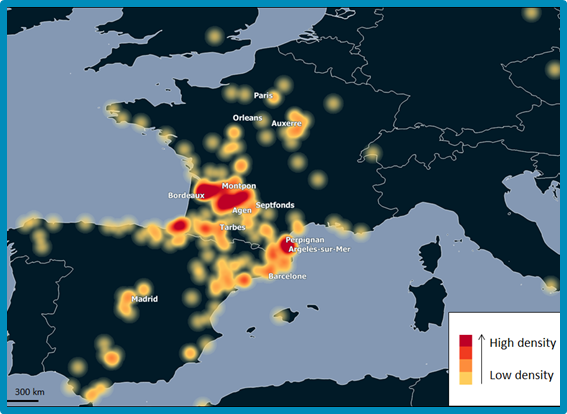 Paris
Orleans
Auxerre
Montpon
Bordeaux
Septfonds
Agen
Tarbes
Perpignan
Argeles-sur-Mer
Barcelone
Madrid
High density
Low density
300 km